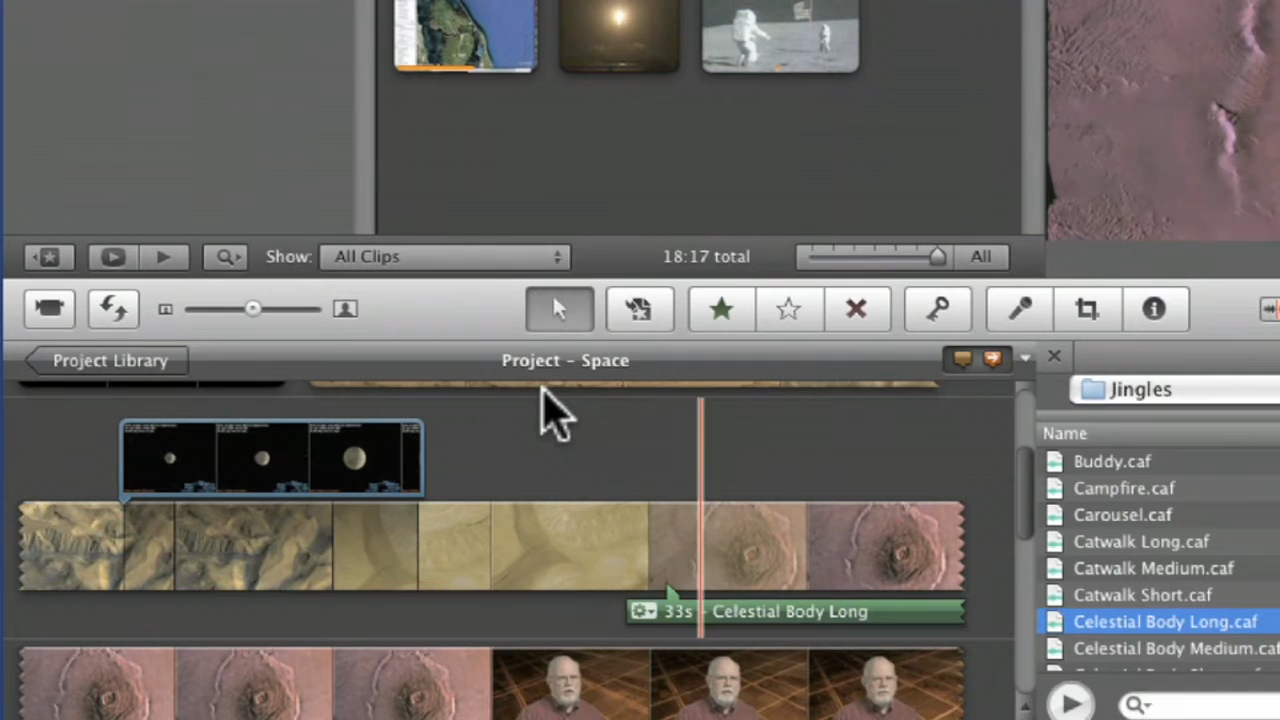 Show: All Clips 18:17 total All
Project Library Project - Space
Jingles
Name
Buddy.caf
Campfire.caf
Carousel.caf
Catwalk Long.caf
Catwalk Medium.caf
Catwalk Short.caf
33s - Celestial Body Long
Celestial Body Long.caf
Celestial Body Medium.caf